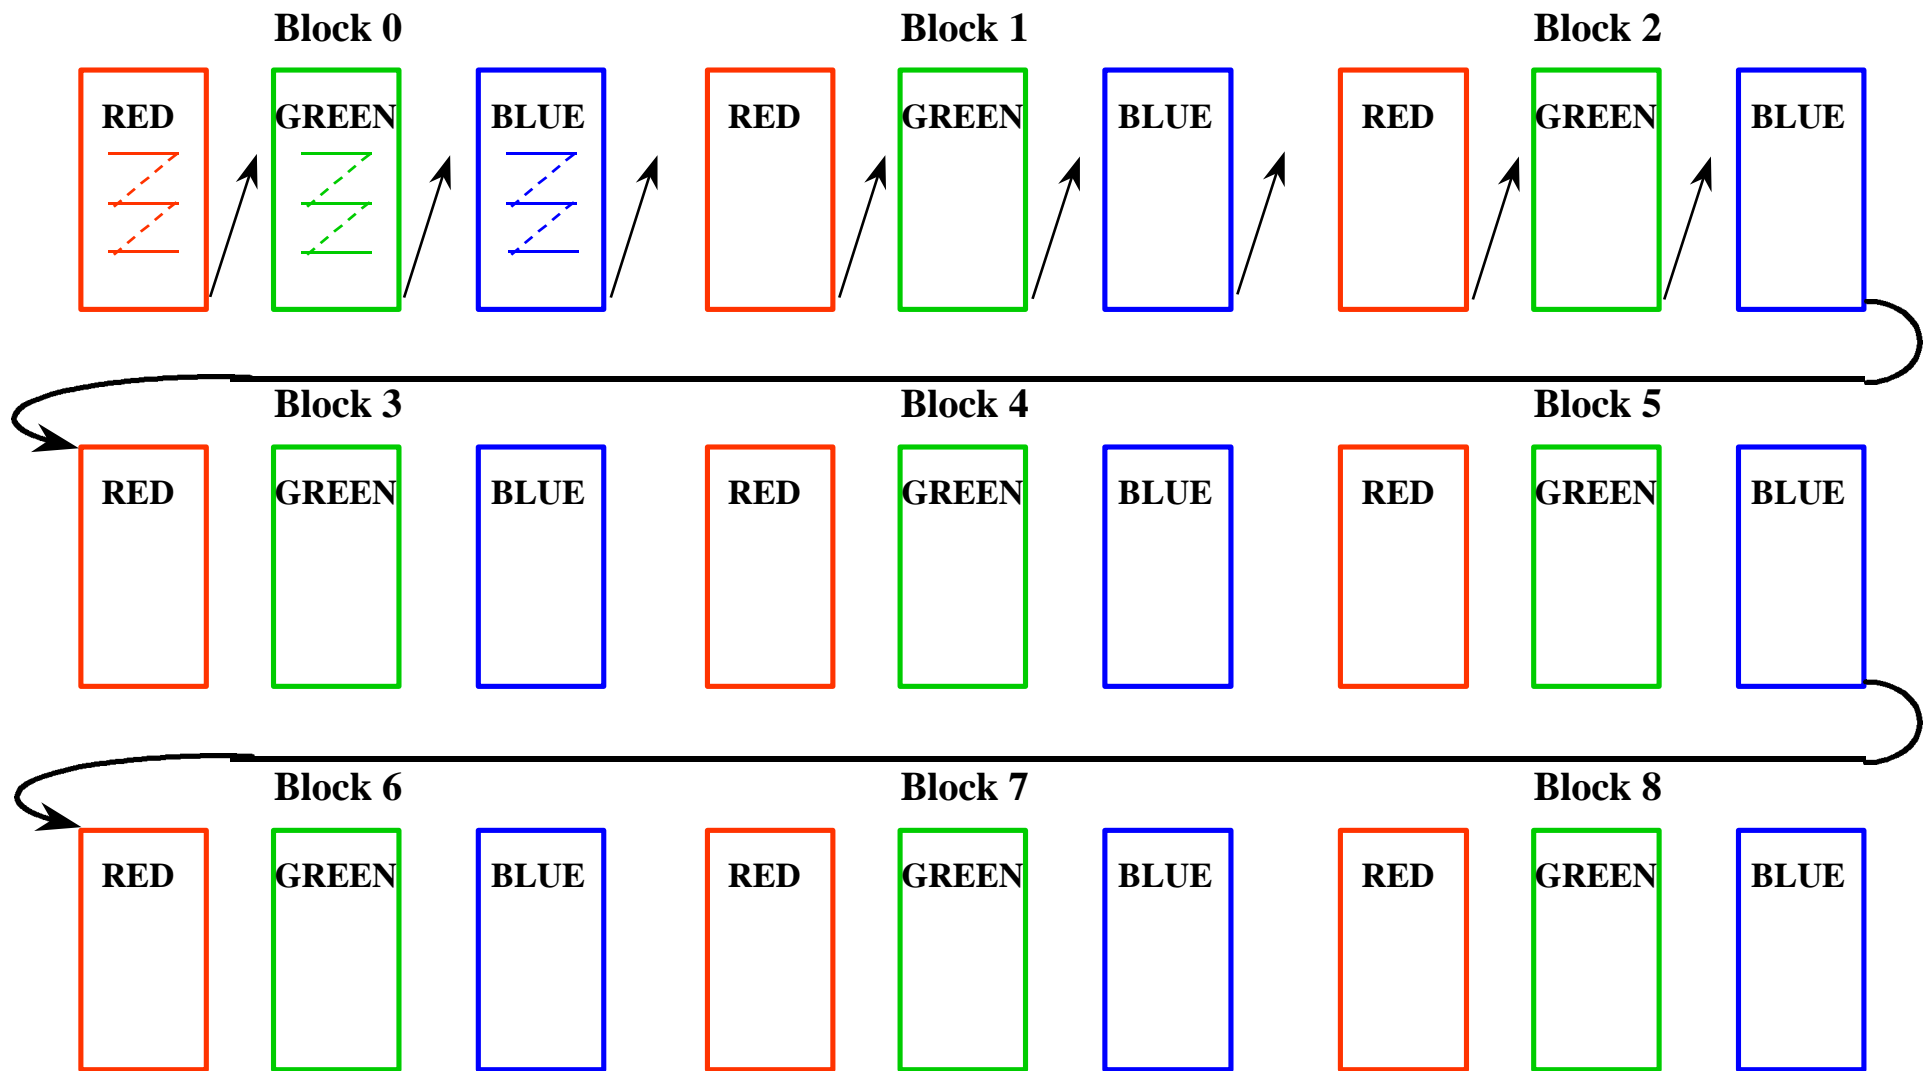 Block 0 Block 1 Block 2
RED GREEN BLUE RED GREEN BLUE RED GREEN BLUE
Block 3 Block 4 Block 5
RED GREEN BLUE RED GREEN BLUE RED GREEN BLUE
Block 6 Block 7 Block 8
RED GREEN BLUE RED GREEN BLUE RED GREEN BLUE